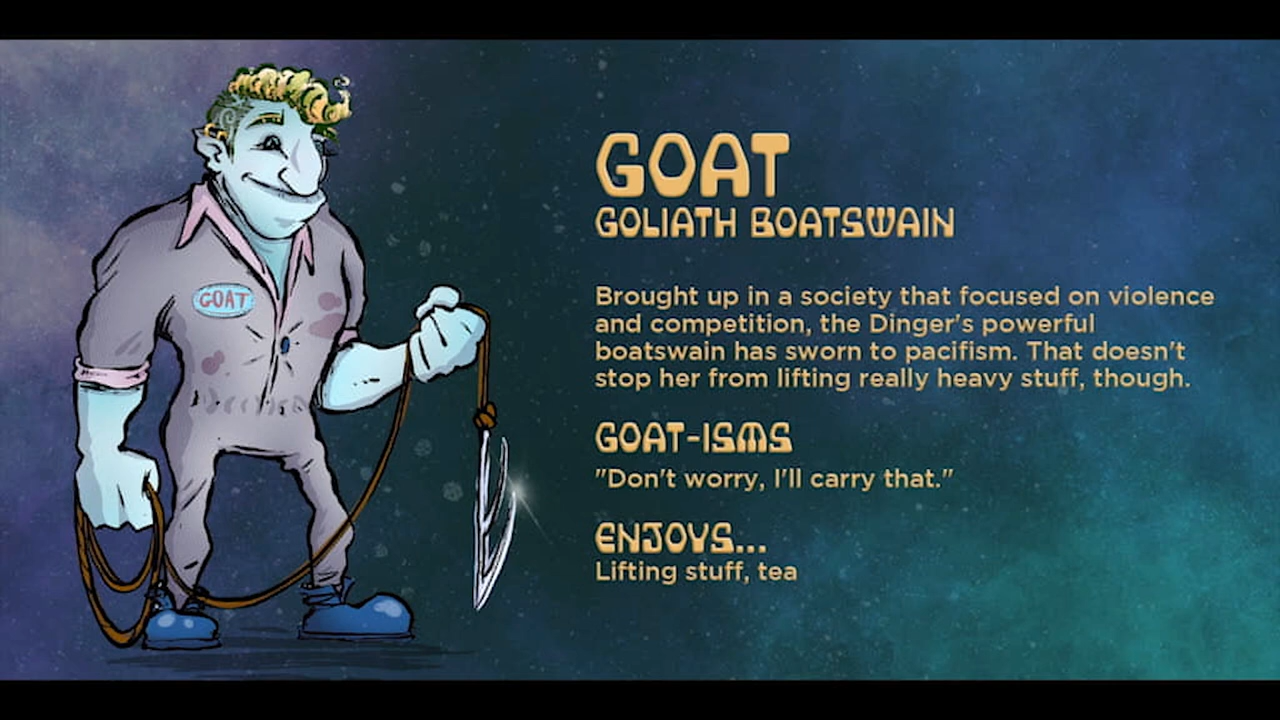 GOAT
GOLIATH BOATSWAIN
GOAT
Brought up in a society that focused on violence
and competition, the Dinger's powerful
boatswain has sworn to pacifism. That doesn't
stop her from lifting really heavy stuff, though.
GOAT-ISMS
"Don't worry, I'll carry that."
ENJOYS...
Lifting stuff, tea